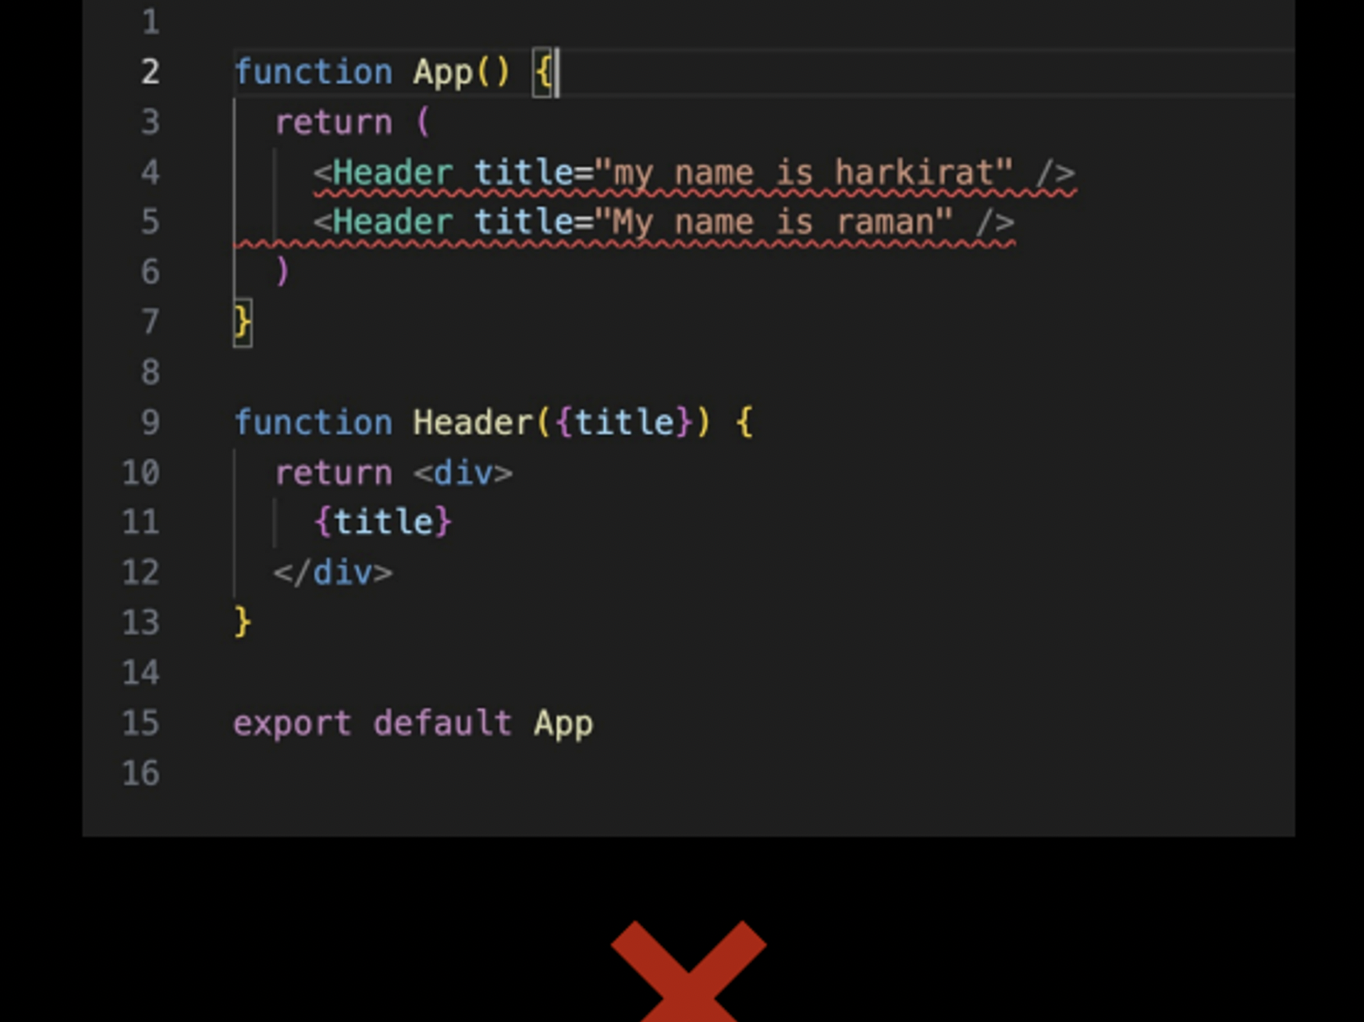 1
2 function App() {
3   return (
4     <Header title="my name is harkirat" />
5     <Header title="My name is raman" />
6   )
7 }
8
9 function Header({title}) {
10   return <div>
11     {title}
12   </div>
13 }
14
15 export default App
16